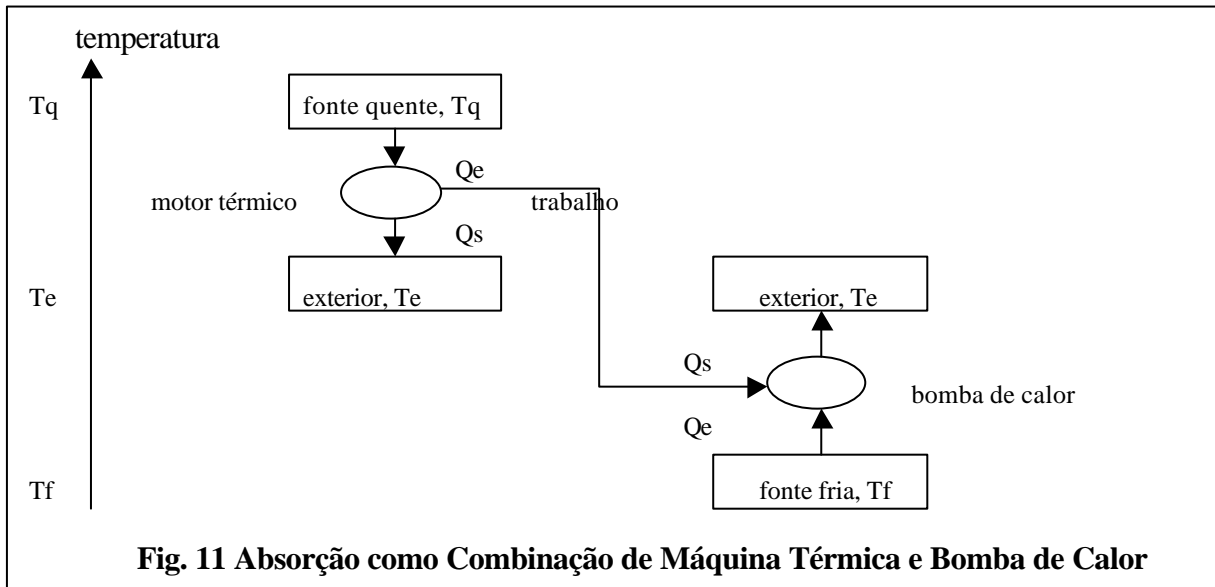 temperatura
Tq
fonte quente, Tq
Qe
motor térmico
trabalho
Qs
Te
exterior, Te
exterior, Te
Qs
bomba de calor
Qe
Tf
fonte fria, Tf
Fig. 11 Absorção como Combinação de Máquina Térmica e Bomba de Calor